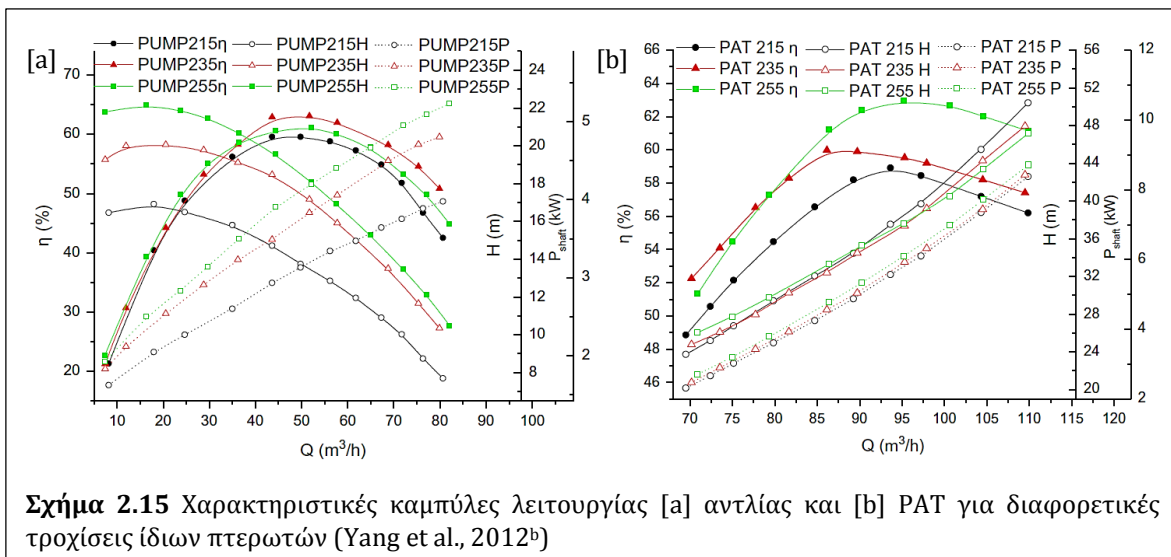 [a]
PUMP215η PUMP215H PUMP215P
PUMP235η PUMP235H PUMP235P
PUMP255η PUMP255H PUMP255P
η (%)
70
60
50
40
30
20
10 20 30 40 50 60 70 80 90 100
Q (m³/h)
H (m)
24
22
20
18
16
14
12
10
8
P shaft (kW)
5
4
3
2
[b]
PAT 215 η PAT 215 H PAT 215 P
PAT 235 η PAT 235 H PAT 235 P
PAT 255 η PAT 255 H PAT 255 P
η (%)
66
64
62
60
58
56
54
52
50
48
46
70 75 80 85 90 95 100 105 110 115 120
Q (m³/h)
H (m)
56
52
48
44
40
36
32
28
24
20
P shaft (kW)
12
10
8
6
4
2
Σχήμα 2.15 Χαρακτηριστικές καμπύλες λειτουργίας [a] αντλίας και [b] PAT για διαφορετικές
τροχίσεις ίδιων πτερωτών (Yang et al., 2012ᵇ)